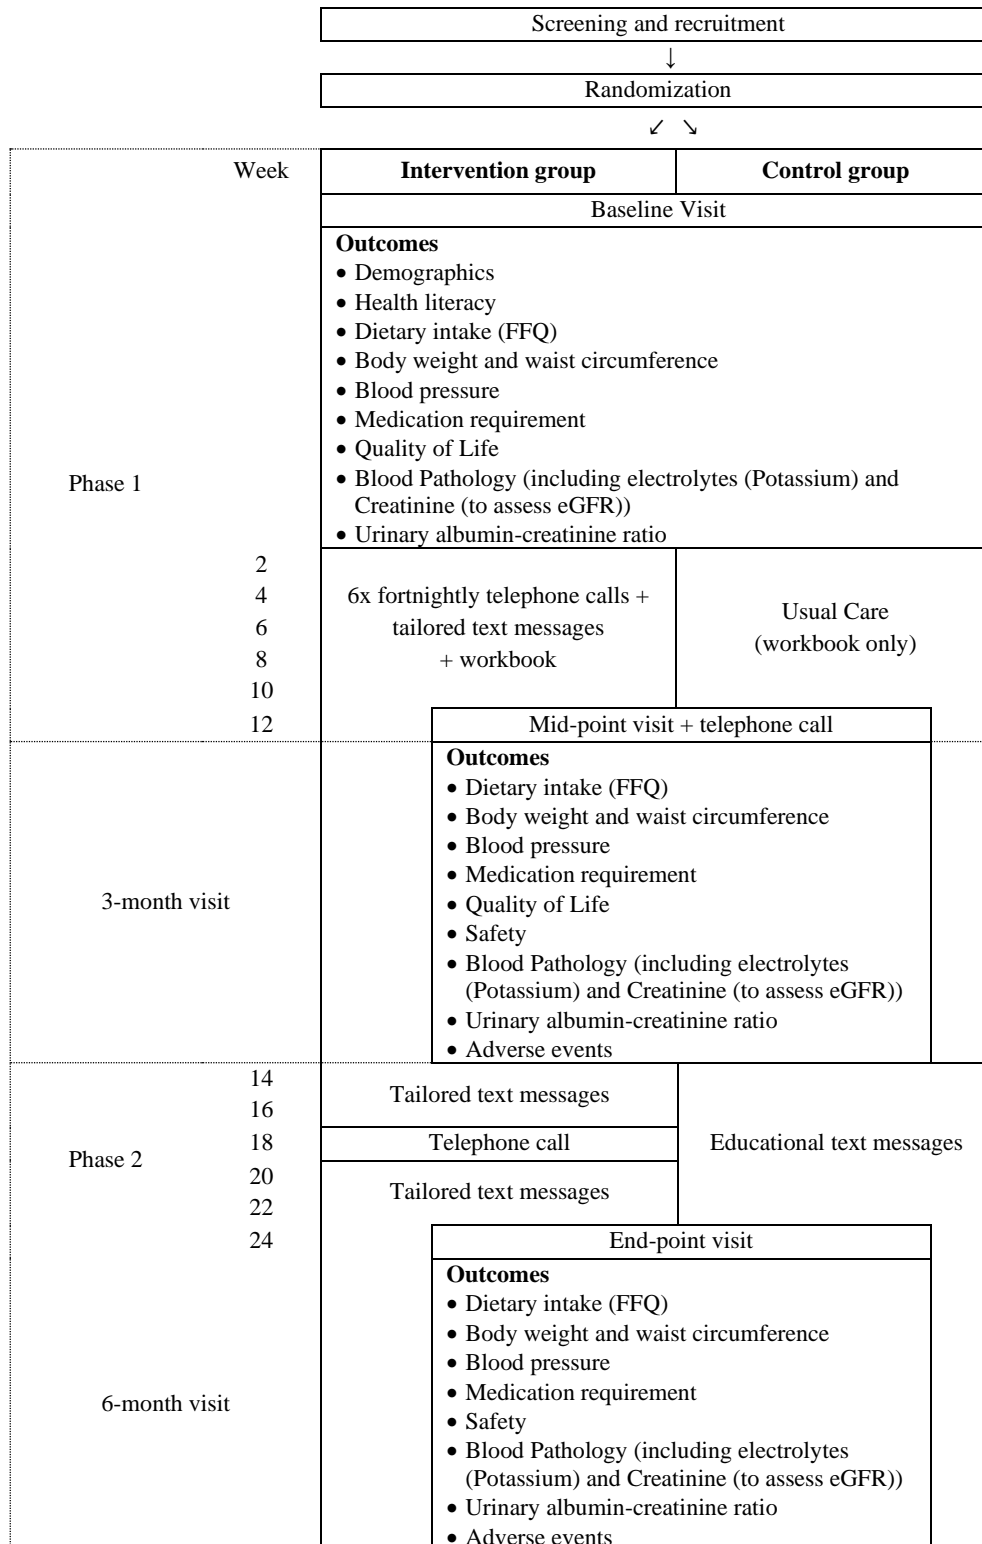 Screening and recruitment
↓
Randomization
↙ ↘
Week
Intervention group
Control group
Baseline Visit
Phase 1
Outcomes
• Demographics
• Health literacy
• Dietary intake (FFQ)
• Body weight and waist circumference
• Blood pressure
• Medication requirement
• Quality of Life
• Blood Pathology (including electrolytes (Potassium) and
Creatinine (to assess eGFR))
• Urinary albumin-creatinine ratio
2
4
6
8
10
12
6x fortnightly telephone calls +
tailored text messages
+ workbook
Usual Care
(workbook only)
Mid-point visit + telephone call
3-month visit
Outcomes
• Dietary intake (FFQ)
• Body weight and waist circumference
• Blood pressure
• Medication requirement
• Quality of Life
• Safety
• Blood Pathology (including electrolytes
(Potassium) and Creatinine (to assess eGFR))
• Urinary albumin-creatinine ratio
• Adverse events
Phase 2
14
16
18
20
22
24
Tailored text messages
Telephone call
Tailored text messages
Educational text messages
End-point visit
6-month visit
Outcomes
• Dietary intake (FFQ)
• Body weight and waist circumference
• Blood pressure
• Medication requirement
• Safety
• Blood Pathology (including electrolytes
(Potassium) and Creatinine (to assess eGFR))
• Urinary albumin-creatinine ratio
• Adverse events